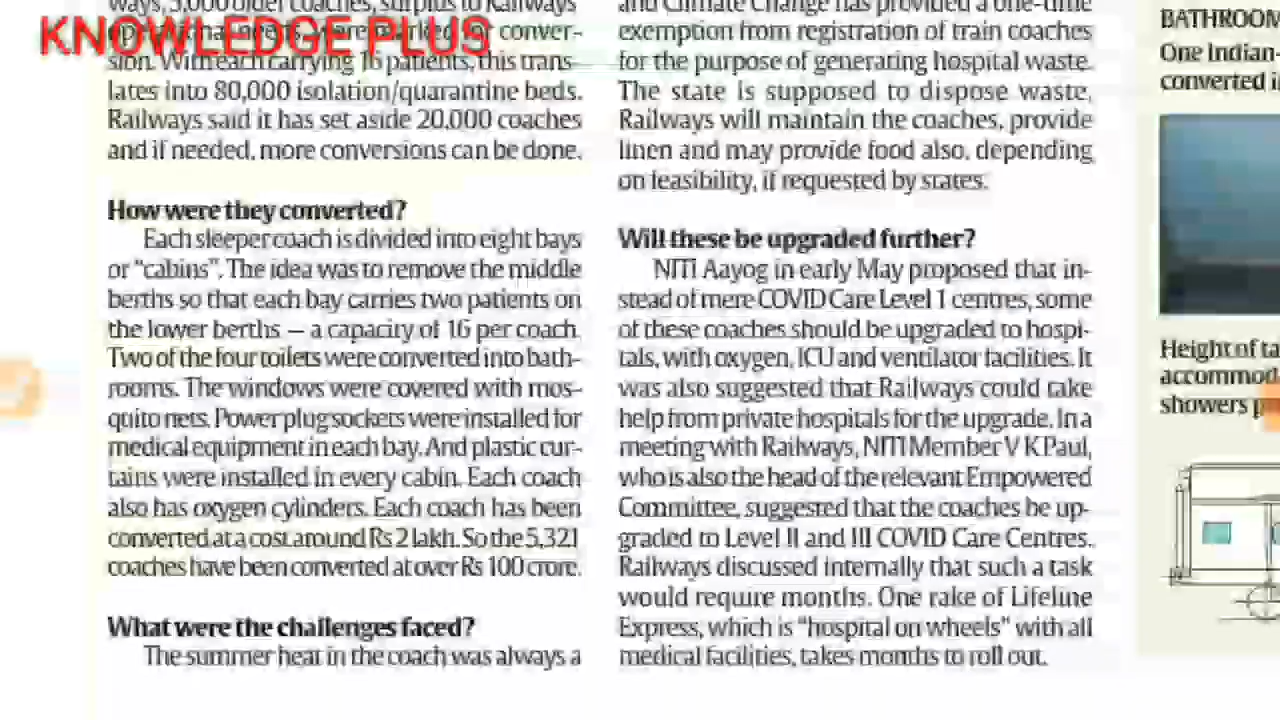 KNOWLEDGE PLUS
ways, 5,000 older coaches, surplus to Railways
sion. With each carrying 16 patients, this trans-
lates into 80,000 isolation/quarantine beds.
Railways said it has set aside 20,000 coaches
and if needed, more conversions can be done.
How were they converted?
Each sleeper coach is divided into eight bays
or “cabins”. The idea was to remove the middle
berths so that each bay carries two patients on
the lower berths — a capacity of 16 per coach.
Two of the four toilets were converted into bath-
rooms. The windows were covered with mos-
quito nets. Power plug sockets were installed for
medical equipment in each bay. And plastic cur-
tains were installed in every cabin. Each coach
also has oxygen cylinders. Each coach has been
converted at a cost around Rs 2 lakh. So the 5,321
coaches have been converted at over Rs 100 crore.
What were the challenges faced?
The summer heat in the coach was always a
and Climate Change has provided a one-time
exemption from registration of train coaches
for the purpose of generating hospital waste.
The state is supposed to dispose waste,
Railways will maintain the coaches, provide
linen and may provide food also, depending
on feasibility, if requested by states.
Will these be upgraded further?
NITI Aayog in early May proposed that in-
stead of mere COVID Care Level 1 centres, some
of these coaches should be upgraded to hospi-
tals, with oxygen, ICU and ventilator facilities. It
was also suggested that Railways could take
help from private hospitals for the upgrade. In a
meeting with Railways, NITI Member V K Paul,
who is also the head of the relevant Empowered
Committee, suggested that the coaches be up-
graded to Level II and III COVID Care Centres.
Railways discussed internally that such a task
would require months. One rake of Lifeline
Express, which is “hospital on wheels” with all
medical facilities, takes months to roll out.
BATHROOM
One Indian-
converted i
Height of ta
accommod
showers p